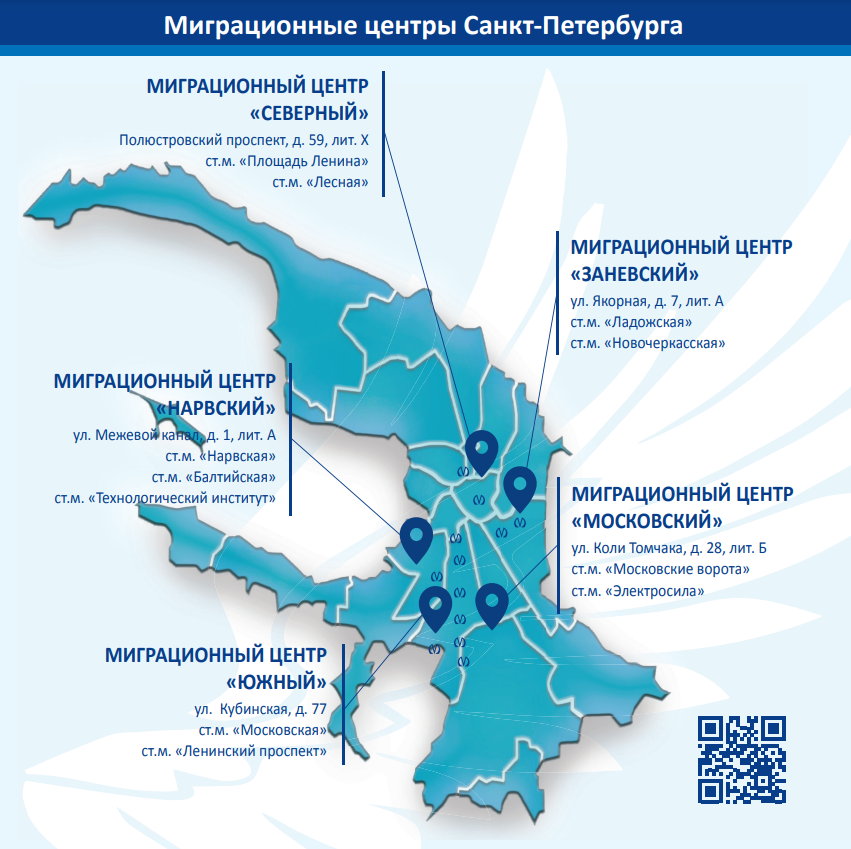 Миграционные центры Санкт-Петербурга
МИГРАЦИОННЫЙ ЦЕНТР
«СЕВЕРНЫЙ»
Полюстровский проспект, д. 59, лит. Х
ст.м. «Площадь Ленина»
ст.м. «Лесная»
МИГРАЦИОННЫЙ ЦЕНТР
«ЗАНЕВСКИЙ»
ул. Якорная, д. 7, лит. А
ст.м. «Ладожская»
ст.м. «Новочеркасская»
МИГРАЦИОННЫЙ ЦЕНТР
«НАРВСКИЙ»
ул. Межевой канал, д. 1, лит. А
ст.м. «Нарвская»
ст.м. «Балтийская»
ст.м. «Технологический институт»
МИГРАЦИОННЫЙ ЦЕНТР
«МОСКОВСКИЙ»
ул. Коли Томчака, д. 28, лит. Б
ст.м. «Московские ворота»
ст.м. «Электросила»
МИГРАЦИОННЫЙ ЦЕНТР
«ЮЖНЫЙ»
ул. Кубинская, д. 77
ст.м. «Московская»
ст.м. «Ленинский проспект»